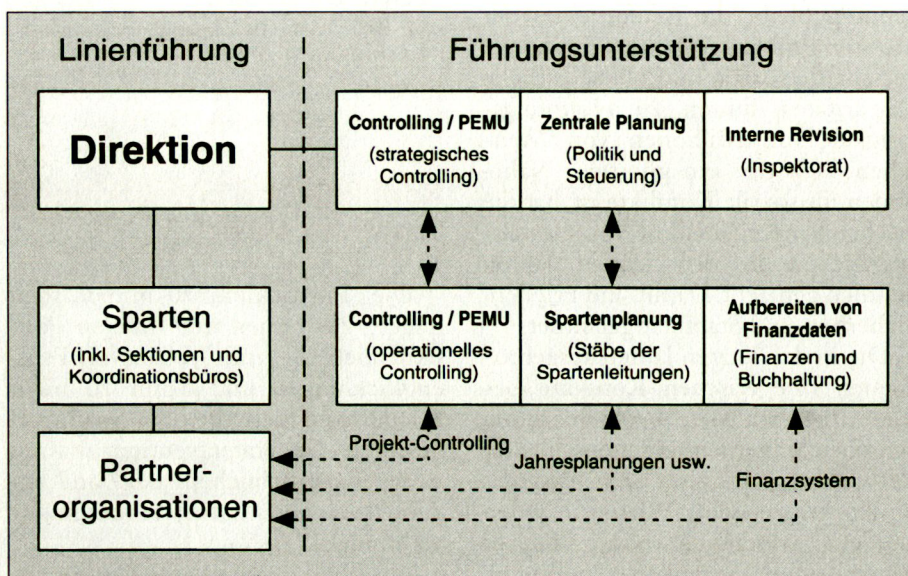 Linienführung
Führungsunterstützung
Direktion
Controlling / PEMU
(strategisches
Controlling)
Zentrale Planung
(Politik und
Steuerung)
Interne Revision
(Inspektorat)
Sparten
(inkl. Sektionen und
Koordinationsbüros)
Controlling / PEMU
(operationelles
Controlling)
Spartenplanung
(Stäbe der
Spartenleitungen)
Aufbereiten von
Finanzdaten
(Finanzen und
Buchhaltung)
Partner-
organisationen
Projekt-Controlling
Jahresplanungen usw.
Finanzsystem